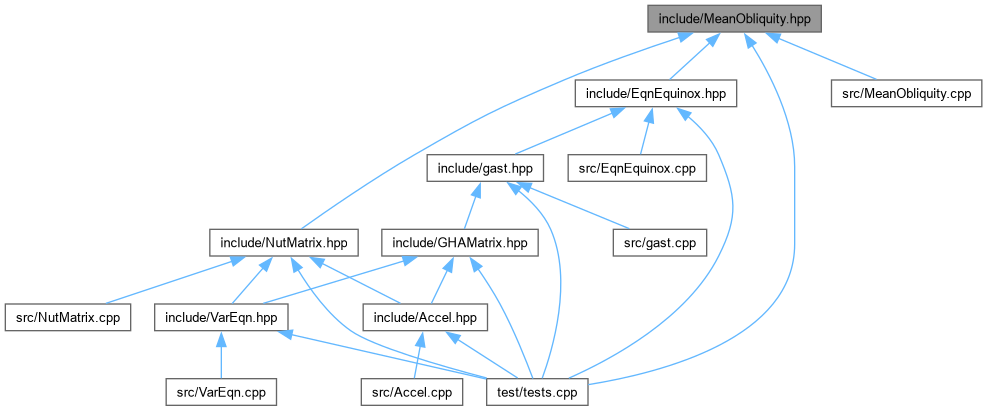 include/MeanObliquity.hpp
include/EqnEquinox.hpp
src/MeanObliquity.cpp
include/gast.hpp
src/EqnEquinox.cpp
include/NutMatrix.hpp
include/GHAMatrix.hpp
src/gast.cpp
src/NutMatrix.cpp
include/VarEqn.hpp
include/Accel.hpp
src/VarEqn.cpp
src/Accel.cpp
test/tests.cpp